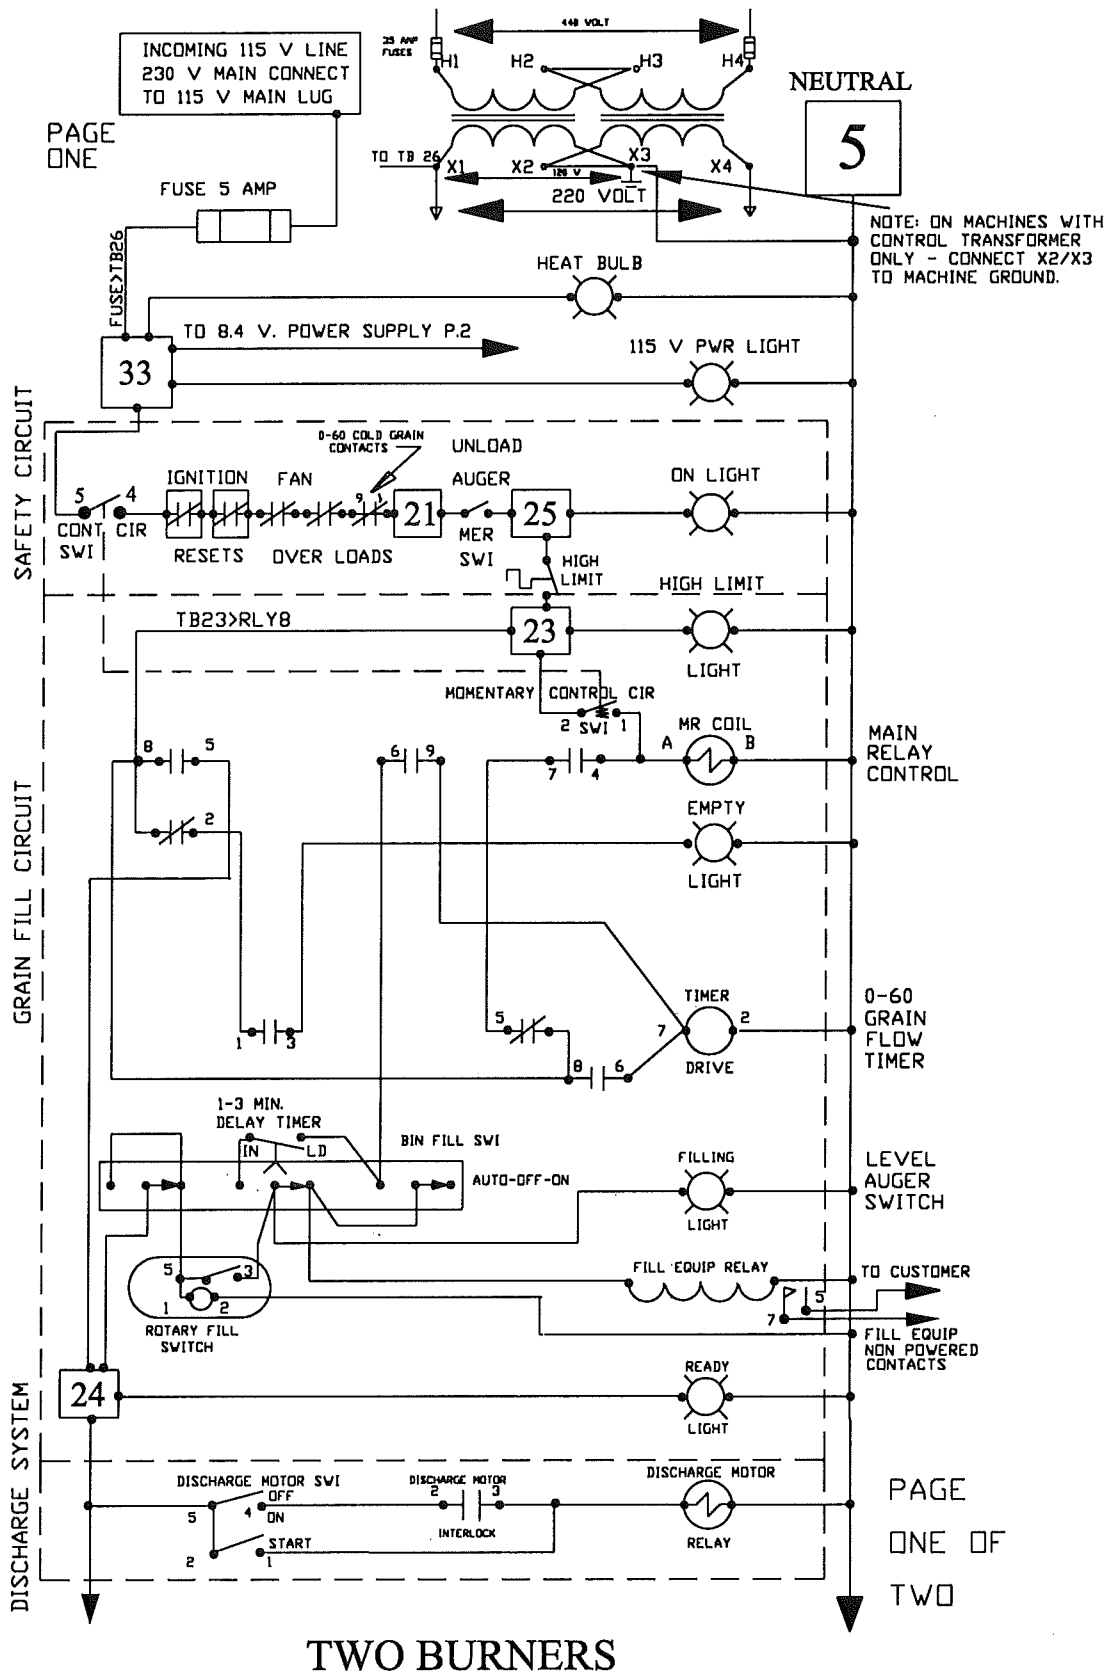 INCOMING 115 V LINE
230 V MAIN CONNECT
TO 115 V MAIN LUG
PAGE
ONE
FUSE 5 AMP
FUSE>TB26
25 AMP
FUSES
440 VOLT
H1
H2
H3
H4
TO TB 26
X1
X2
X3
X4
120 V
220 VOLT
NEUTRAL
5
NOTE: ON MACHINES WITH
CONTROL TRANSFORMER
ONLY - CONNECT X2/X3
TO MACHINE GROUND.
HEAT BULB
TO 8.4 V. POWER SUPPLY P.2
33
115 V PWR LIGHT
SAFETY CIRCUIT
0-60 COLD GRAIN
CONTACTS
UNLOAD
IGNITION
FAN
AUGER
ON LIGHT
5
4
9
1
21
25
CONT CIR
SWI
RESETS
OVER LOADS
MER
SWI
HIGH
LIMIT
HIGH LIMIT
TB23>RLY8
23
LIGHT
MOMENTARY CONTROL CIR
2
SWI
1
GRAIN FILL CIRCUIT
8
5
6
9
7
4
A
MR COIL
B
MAIN
RELAY
CONTROL
2
EMPTY
LIGHT
1
3
5
8
6
7
TIMER
2
DRIVE
0-60
GRAIN
FLOW
TIMER
1-3 MIN.
DELAY TIMER
IN
LD
BIN FILL SWI
AUTO-OFF-ON
FILLING
LIGHT
LEVEL
AUGER
SWITCH
5
3
1
2
ROTARY FILL
SWITCH
FILL EQUIP RELAY
5
7
TO CUSTOMER
FILL EQUIP
NON POWERED
CONTACTS
24
READY
LIGHT
DISCHARGE SYSTEM
DISCHARGE MOTOR SWI
OFF
5
4
ON
2
START
1
DISCHARGE MOTOR
2
3
INTERLOCK
DISCHARGE MOTOR
RELAY
PAGE
ONE OF
TWO
TWO BURNERS